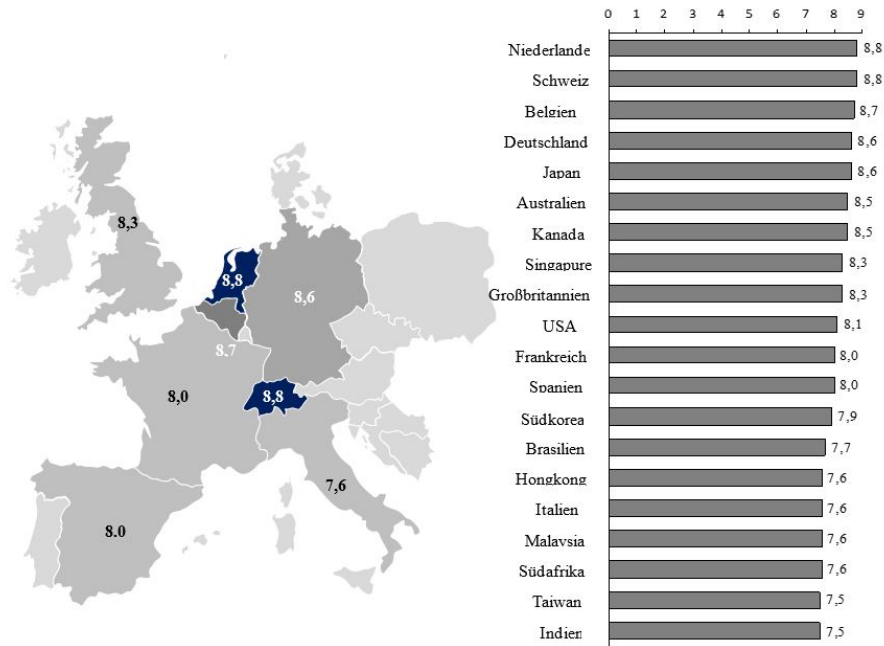 8,3
8,8
8,6
8.7
8,0
8,8
7,6
8.0
0 1 2 3 4 5 6 7 8 9
Niederlande 8,8
Schweiz 8,8
Belgien 8,7
Deutschland 8,6
Japan 8,6
Australien 8,5
Kanada 8,5
Singapure 8,3
Großbritannien 8,3
USA 8,1
Frankreich 8,0
Spanien 8,0
Südkorea 7,9
Brasilien 7,7
Hongkong 7,6
Italien 7,6
Malaysia 7,6
Südafrika 7,6
Taiwan 7,5
Indien 7,5